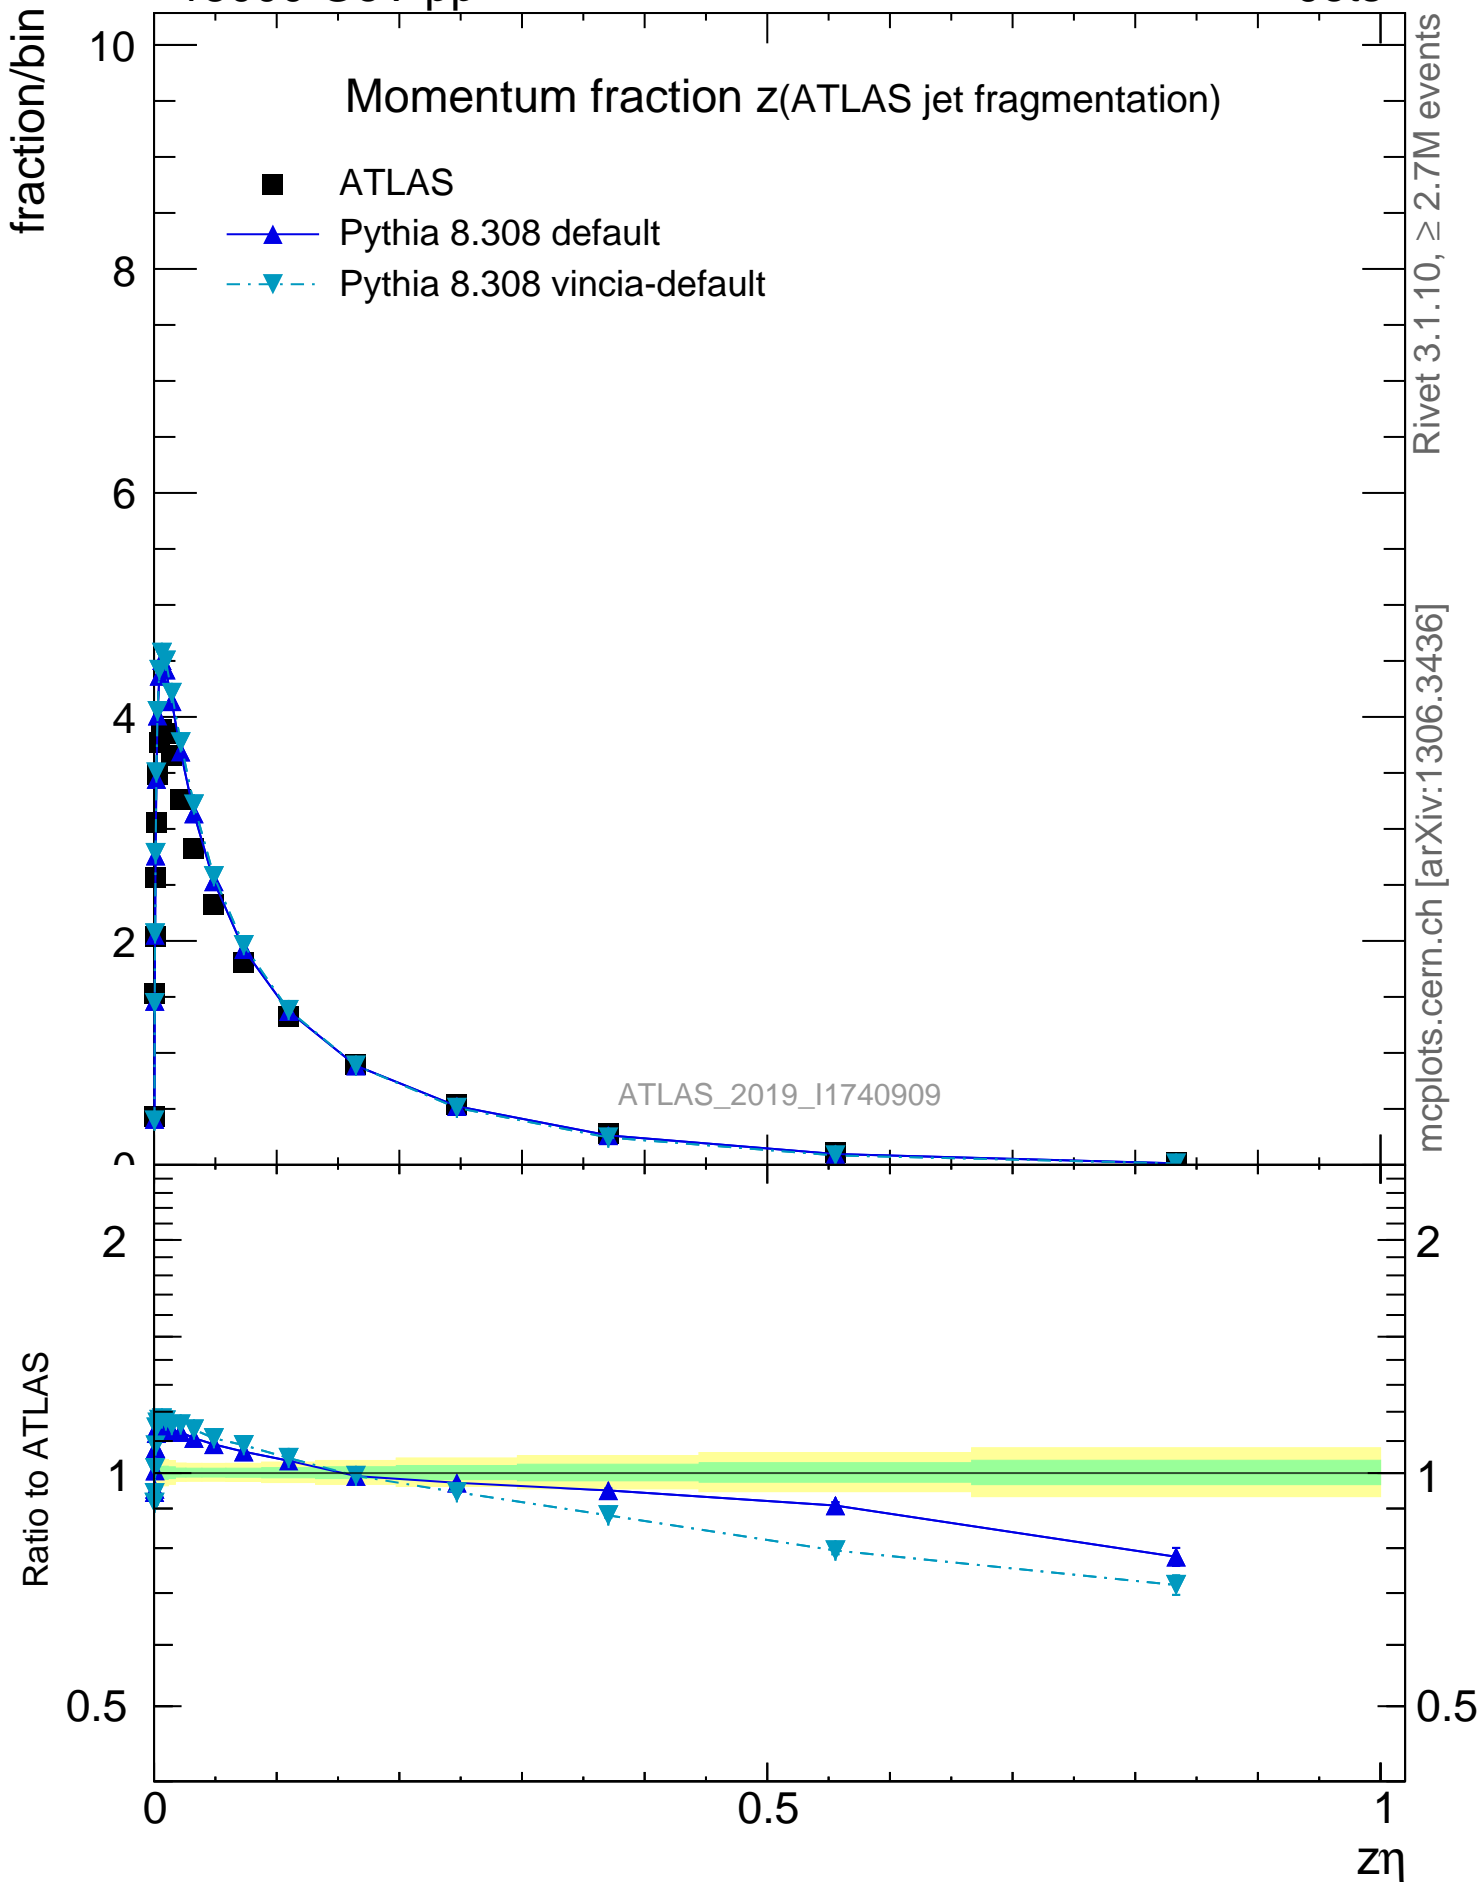 fraction/bin
10
Momentum fraction z(ATLAS jet fragmentation)
ATLAS
Pythia 8.308 default
Pythia 8.308 vincia-default
8
6
4
2
0
ATLAS_2019_I1740909
Rivet 3.1.10, ≥ 2.7M events
mcplots.cern.ch [arXiv:1306.3436]
Ratio to ATLAS
2
1
0.5
2
1
0.5
0
0.5
1
zη